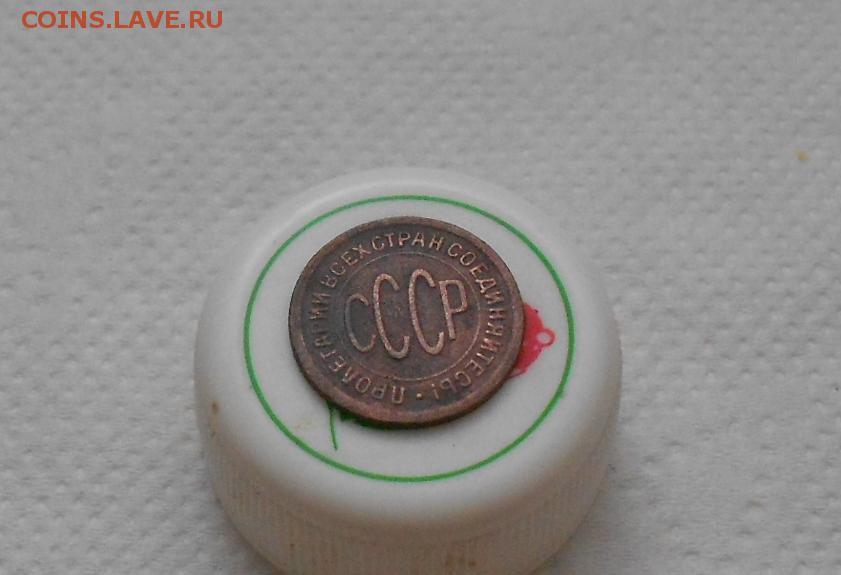 COINS.LAVE.RU
ПРОЛЕТАРИИ ВСЕХ СТРАН СОЕДИНЯЙТЕСЬ! •
СССР